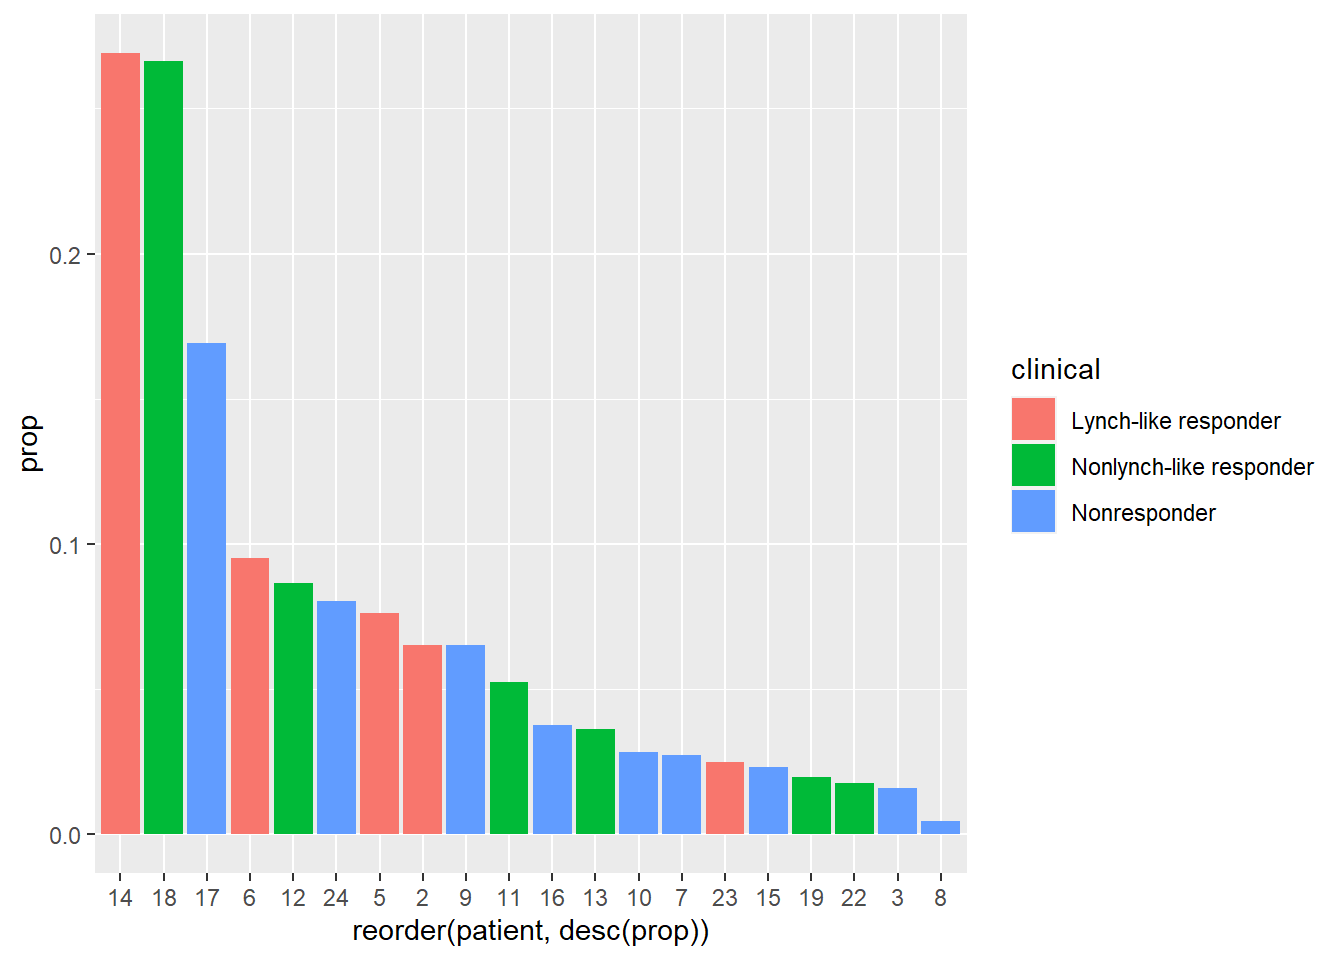 prop
0.2
0.1
0.0
14 18 17 6 12 24 5 2 9 11 16 13 10 7 23 15 19 22 3 8
reorder(patient, desc(prop))
clinical
Lynch-like responder
Nonlynch-like responder
Nonresponder